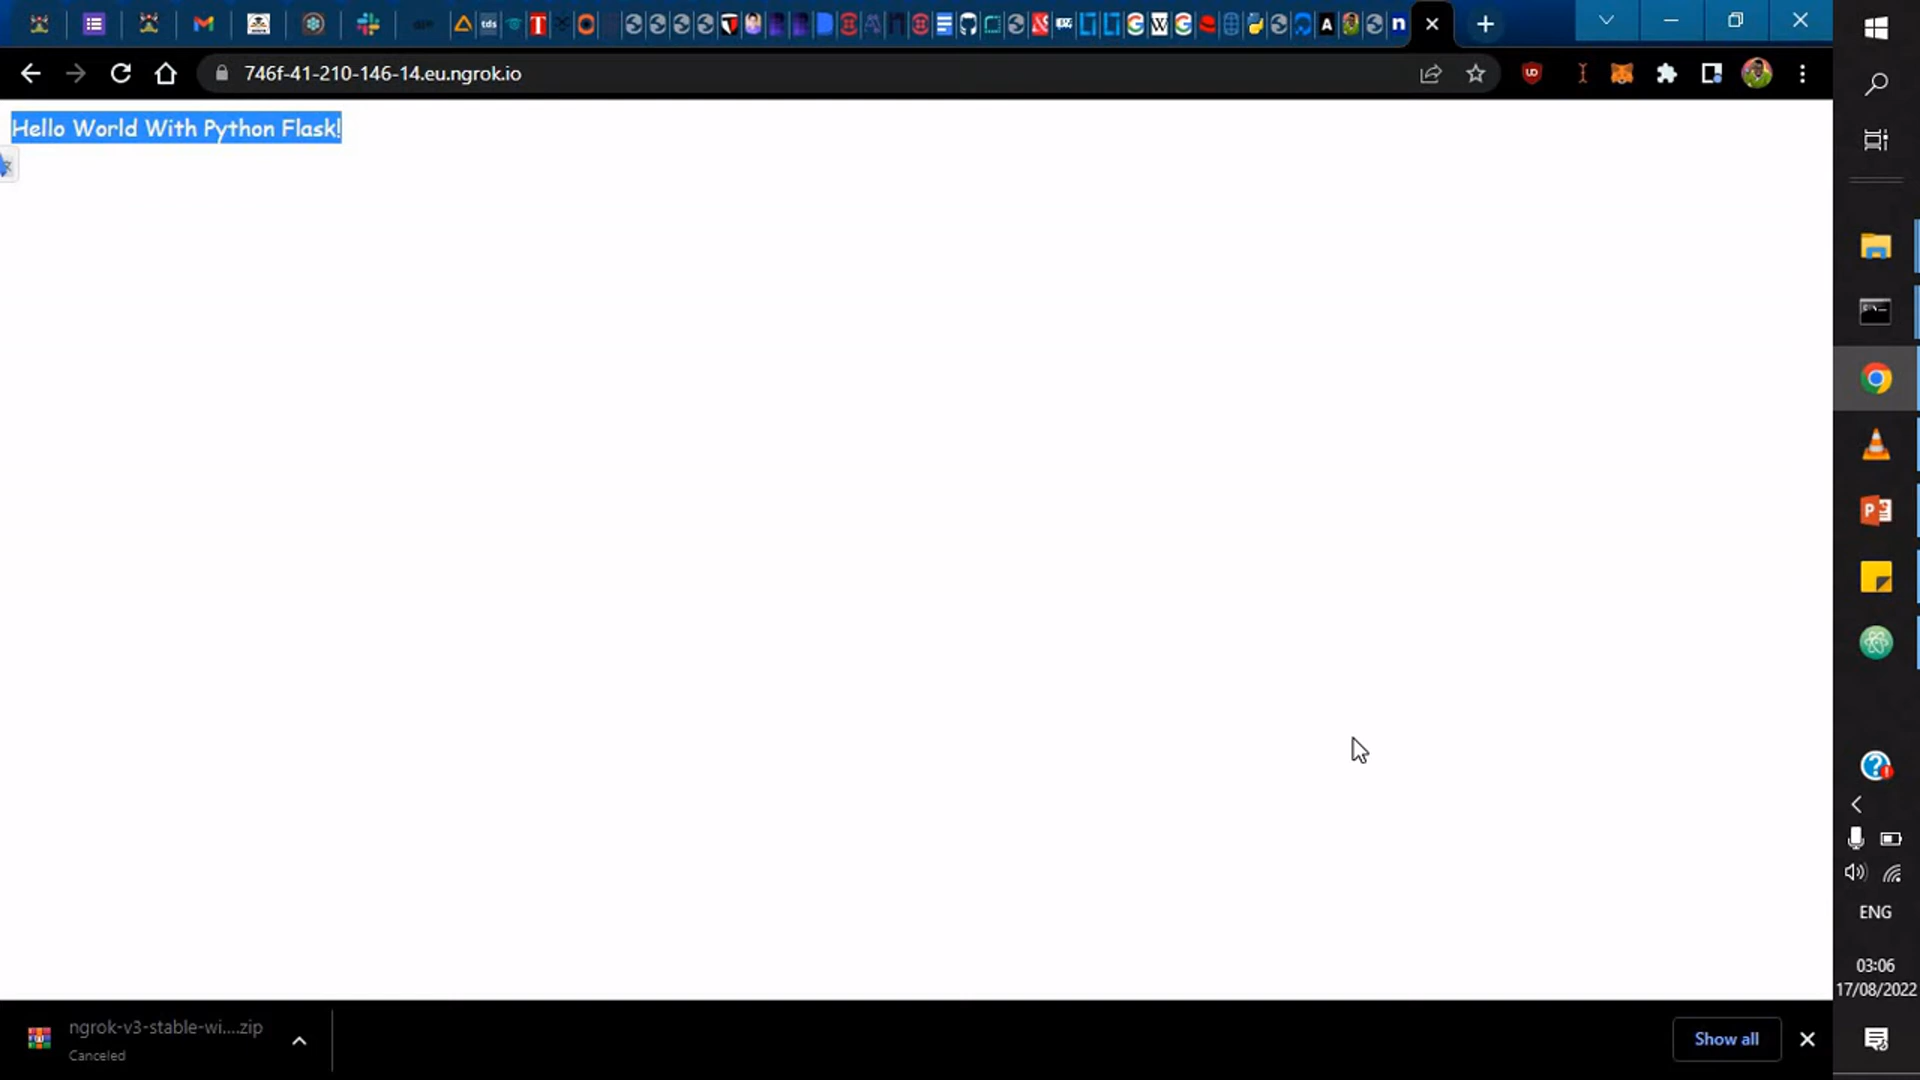 tds
746f-41-210-146-14.eu.ngrok.io
Hello World With Python Flask!
ENG
03:06
17/08/2022
ngrok-v3-stable-wi....zip
Canceled
Show all